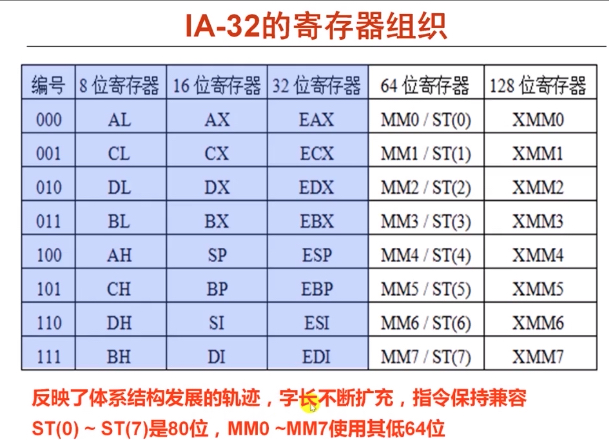 IA-32的寄存器组织
编号 8 位寄存器 16 位寄存器 32 位寄存器 64 位寄存器 128 位寄存器
000 AL AX EAX MM0 / ST(0) XMM0
001 CL CX ECX MM1 / ST(1) XMM1
010 DL DX EDX MM2 / ST(2) XMM2
011 BL BX EBX MM3 / ST(3) XMM3
100 AH SP ESP MM4 / ST(4) XMM4
101 CH BP EBP MM5 / ST(5) XMM5
110 DH SI ESI MM6 / ST(6) XMM6
111 BH DI EDI MM7 / ST(7) XMM7
反映了体系结构发展的轨迹，字长不断扩充，指令保持兼容
ST(0) ~ ST(7)是80位，MM0 ~MM7使用其低64位